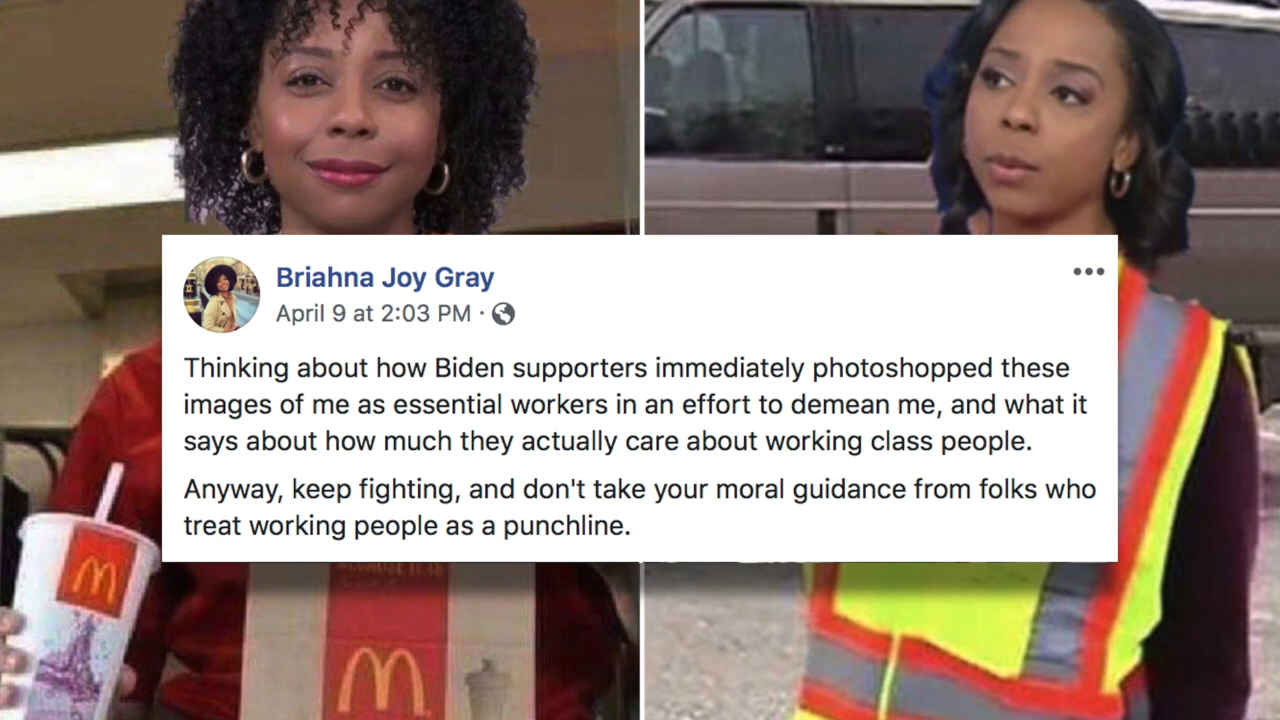 Briahna Joy Gray
April 9 at 2:03 PM ·
Thinking about how Biden supporters immediately photoshopped these
images of me as essential workers in an effort to demean me, and what it
says about how much they actually care about working class people.
Anyway, keep fighting, and don't take your moral guidance from folks who
treat working people as a punchline.